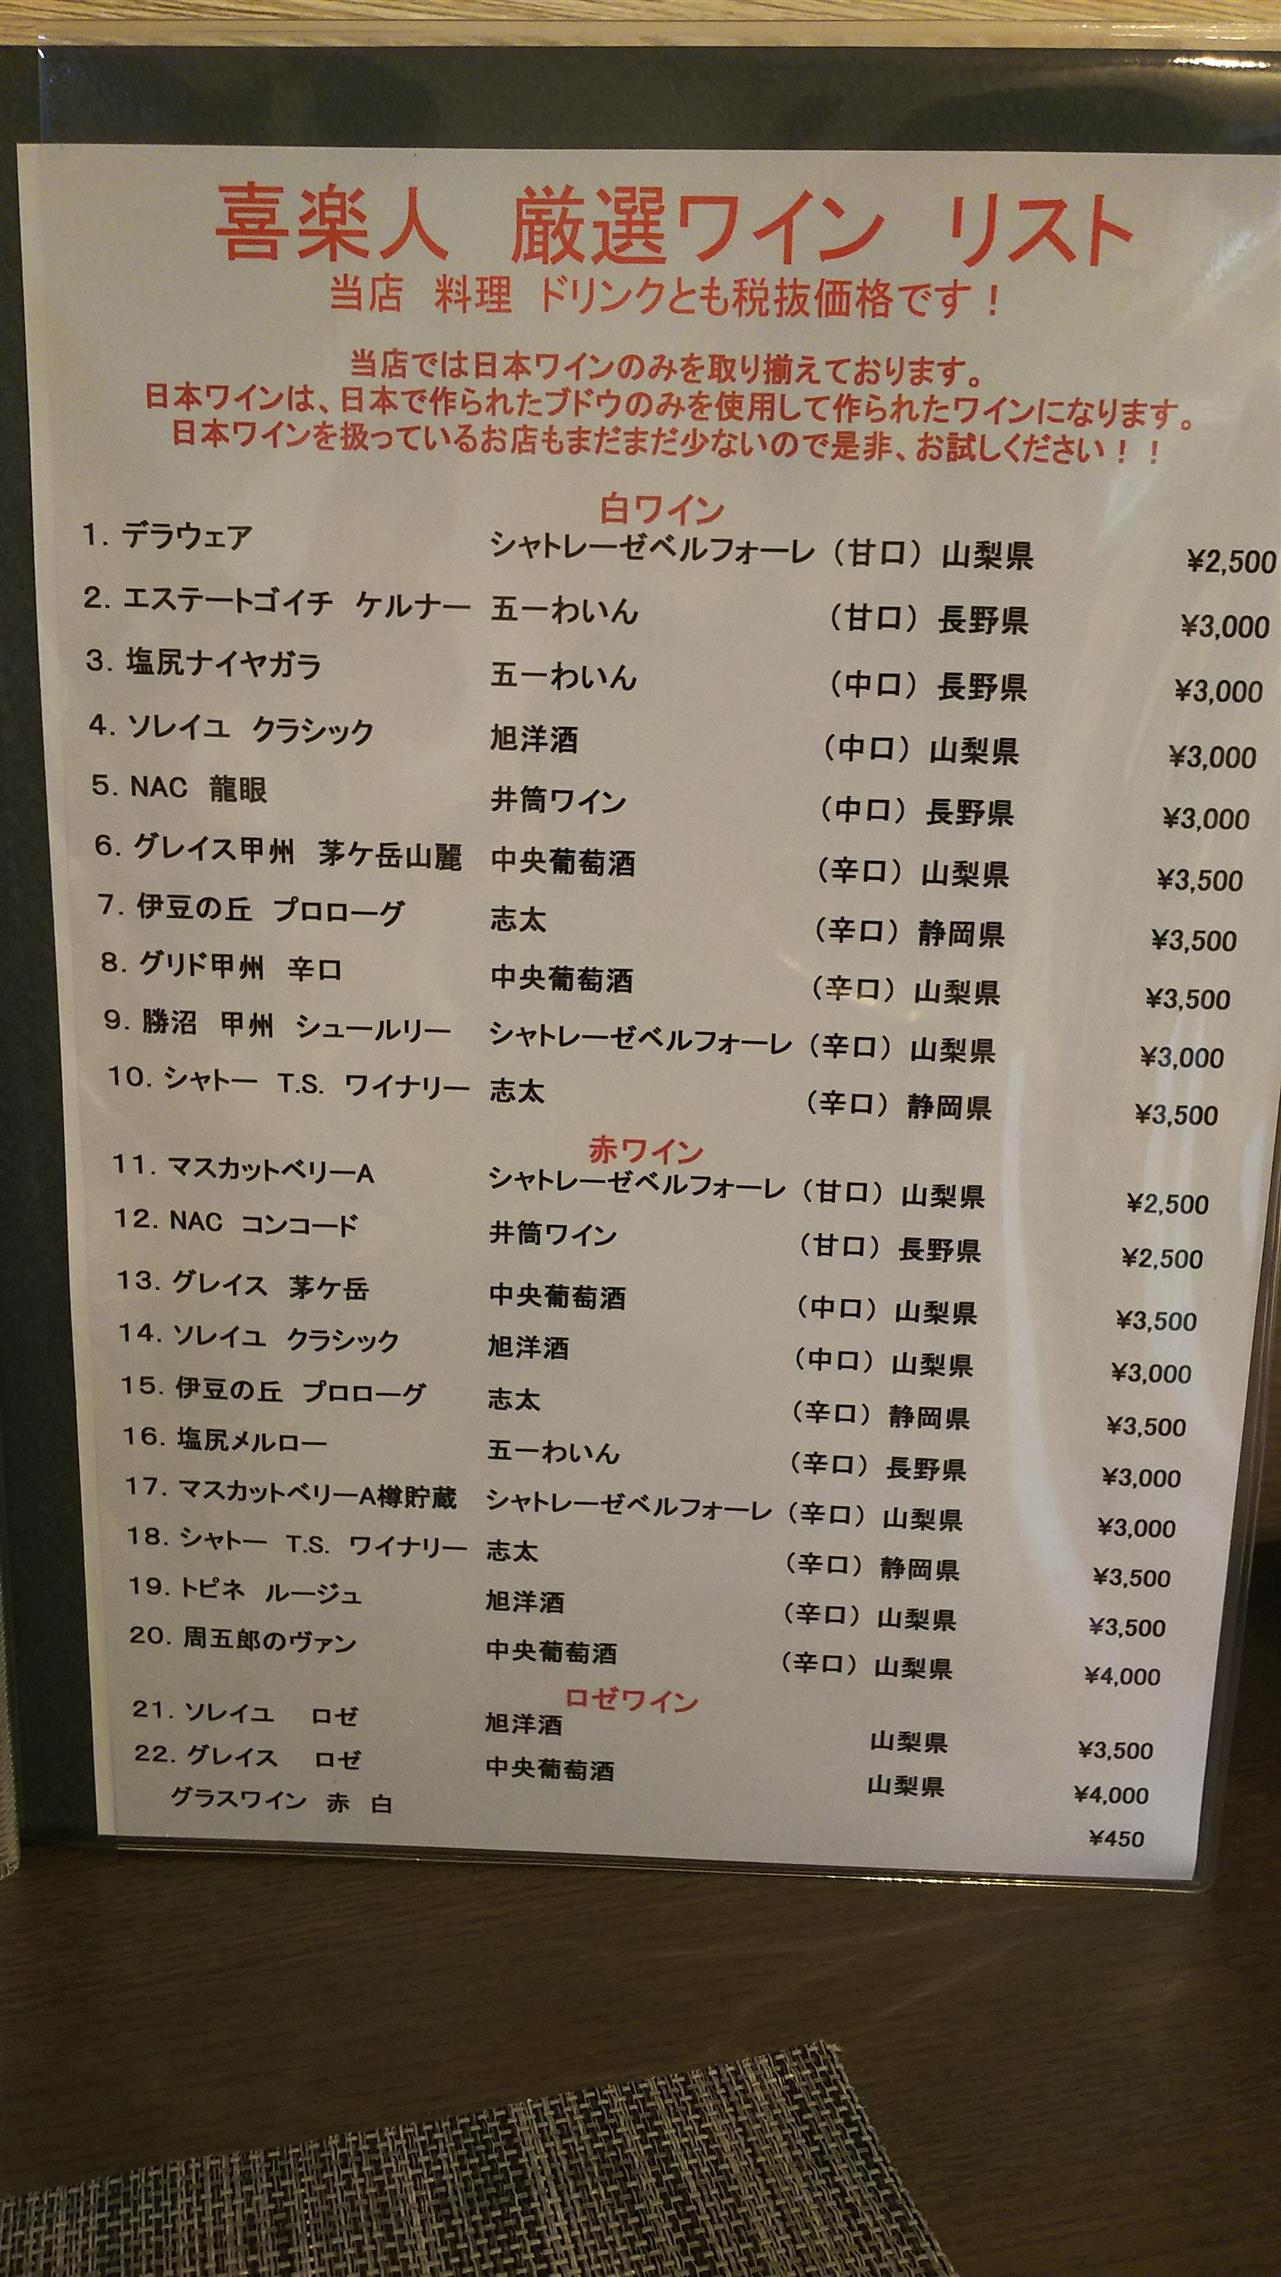 喜楽人 厳選ワイン リスト
当店 料理 ドリンクとも税抜価格です！
当店では日本ワインのみを取り揃えております。
日本ワインは、日本で作られたブドウのみを使用して作られたワインになります。
日本ワインを扱っているお店もまだまだ少ないので是非、お試しください！！
白ワイン
1. デラウェア シャトレーゼベルフォーレ （甘口） 山梨県 ¥2,500
2. エステートゴイチ ケルナー 五一わいん （甘口） 長野県 ¥3,000
3. 塩尻ナイヤガラ 五一わいん （中口） 長野県 ¥3,000
4. ソレイユ クラシック 旭洋酒 （中口） 山梨県 ¥3,000
5. NAC 龍眼 井筒ワイン （中口） 長野県 ¥3,000
6. グレイス甲州 茅ケ岳山麗 中央葡萄酒 （辛口） 山梨県 ¥3,500
7. 伊豆の丘 プロローグ 志太 （辛口） 静岡県 ¥3,500
8. グリド甲州 辛口 中央葡萄酒 （辛口） 山梨県 ¥3,500
9. 勝沼 甲州 シュールリー シャトレーゼベルフォーレ （辛口） 山梨県 ¥3,000
10. シャトー T.S. ワイナリー 志太 （辛口） 静岡県 ¥3,500
赤ワイン
11. マスカットベリーA シャトレーゼベルフォーレ （甘口） 山梨県 ¥2,500
12. NAC コンコード 井筒ワイン （甘口） 長野県 ¥2,500
13. グレイス 茅ケ岳 中央葡萄酒 （中口） 山梨県 ¥3,500
14. ソレイユ クラシック 旭洋酒 （中口） 山梨県 ¥3,000
15. 伊豆の丘 プロローグ 志太 （辛口） 静岡県 ¥3,500
16. 塩尻メルロー 五一わいん （辛口） 長野県 ¥3,000
17. マスカットベリーA樽貯蔵 シャトレーゼベルフォーレ （辛口） 山梨県 ¥3,000
18. シャトー T.S. ワイナリー 志太 （辛口） 静岡県 ¥3,500
19. トピネ ルージュ 旭洋酒 （辛口） 山梨県 ¥3,500
20. 周五郎のヴァン 中央葡萄酒 （辛口） 山梨県 ¥4,000
ロゼワイン
21. ソレイユ ロゼ 旭洋酒 山梨県 ¥3,500
22. グレイス ロゼ 中央葡萄酒 山梨県 ¥4,000
グラスワイン 赤 白 ¥450